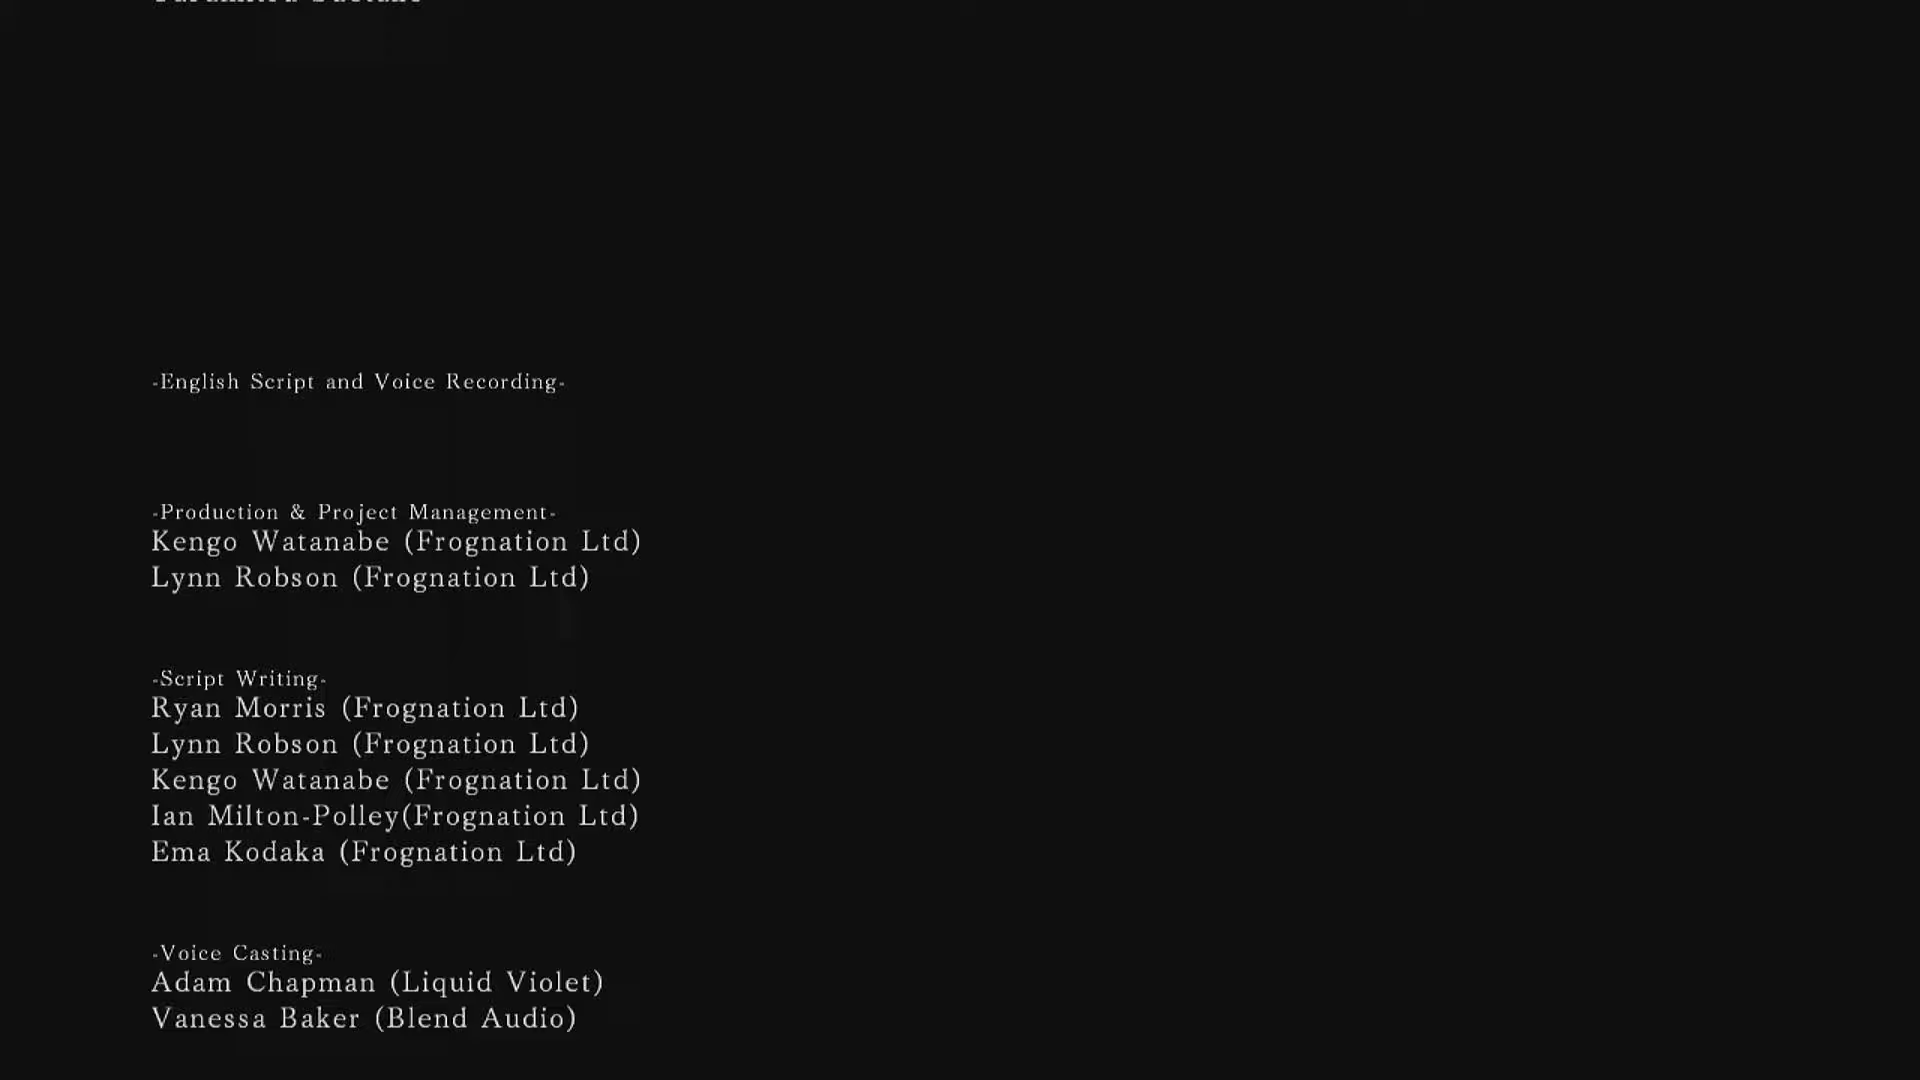 -English Script and Voice Recording-
-Production & Project Management-
Kengo Watanabe (Frognation Ltd)
Lynn Robson (Frognation Ltd)
-Script Writing-
Ryan Morris (Frognation Ltd)
Lynn Robson (Frognation Ltd)
Kengo Watanabe (Frognation Ltd)
Ian Milton-Polley(Frognation Ltd)
Ema Kodaka (Frognation Ltd)
-Voice Casting-
Adam Chapman (Liquid Violet)
Vanessa Baker (Blend Audio)